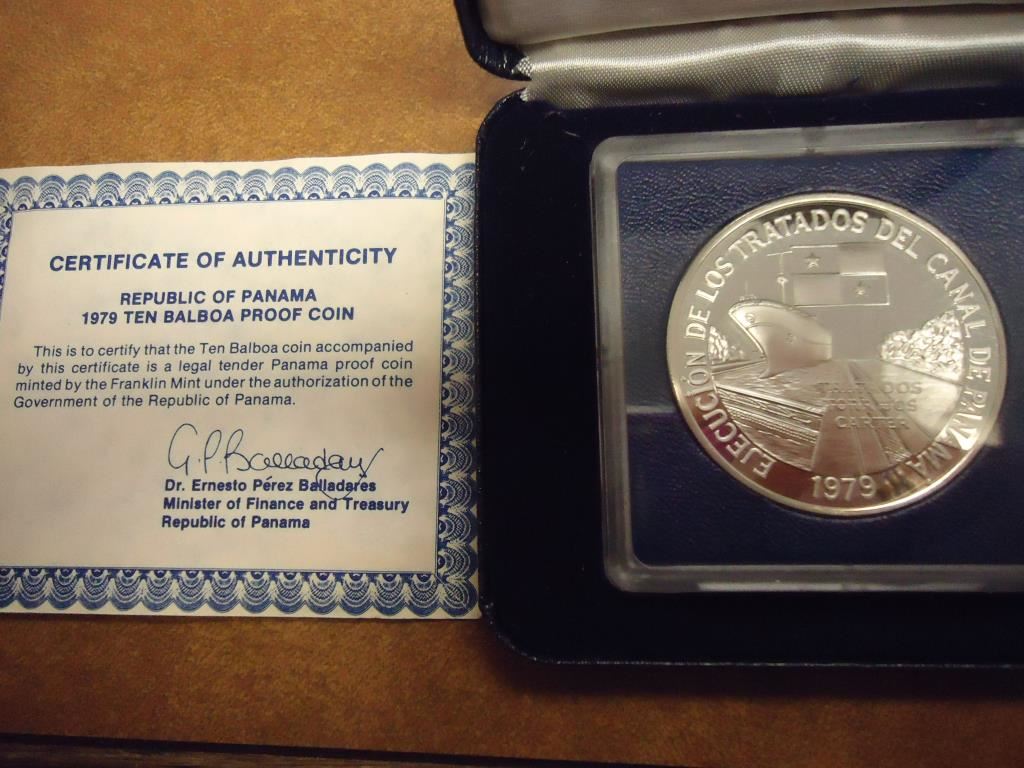 CERTIFICATE OF AUTHENTICITY
REPUBLIC OF PANAMA
1979 TEN BALBOA PROOF COIN
This is to certify that the Ten Balboa coin accompanied
by this certificate is a legal tender Panama proof coin
minted by the Franklin Mint under the authorization of the
Government of the Republic of Panama.
Dr. Ernesto Pérez Balladares
Minister of Finance and Treasury
Republic of Panama
EJECUCIÓN DE LOS TRATADOS DEL CANAL DE PANAMÁ
TRATADOS
TORRIJOS
CARTER
1979